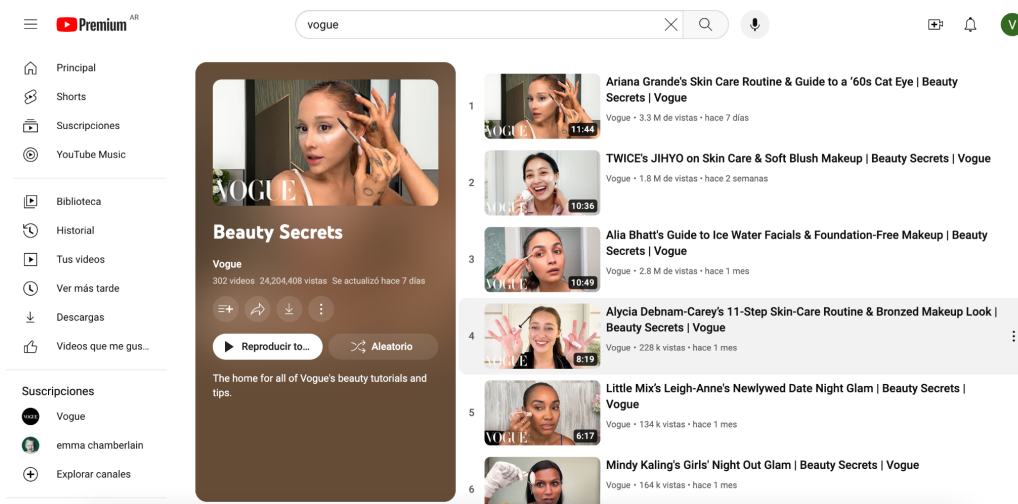 Premium AR
vogue
V
Principal
Shorts
Suscripciones
YouTube Music
Biblioteca
Historial
Tus videos
Ver más tarde
Descargas
Videos que me gus...
Suscripciones
VOGUE
Vogue
emma chamberlain
Explorar canales
VOGUE
Beauty Secrets
Vogue
302 videos 24,204,408 vistas Se actualizó hace 7 días
Reproducir to...
Aleatorio
The home for all of Vogue's beauty tutorials and
tips.
1
VOGUE
11:44
Ariana Grande's Skin Care Routine & Guide to a ‘60s Cat Eye | Beauty
Secrets | Vogue
Vogue • 3.3 M de vistas • hace 7 días
2
VOGUE
10:36
TWICE's JIHYO on Skin Care & Soft Blush Makeup | Beauty Secrets | Vogue
Vogue • 1.8 M de vistas • hace 2 semanas
3
VOGUE
10:49
Alia Bhatt's Guide to Ice Water Facials & Foundation-Free Makeup | Beauty
Secrets | Vogue
Vogue • 2.8 M de vistas • hace 1 mes
4
VOGUE
8:19
Alycia Debnam-Carey’s 11-Step Skin-Care Routine & Bronzed Makeup Look |
Beauty Secrets | Vogue
Vogue • 228 k vistas • hace 1 mes
5
VOGUE
6:17
Little Mix’s Leigh-Anne's Newlywed Date Night Glam | Beauty Secrets |
Vogue
Vogue • 134 k vistas • hace 1 mes
6
Mindy Kaling's Girls' Night Out Glam | Beauty Secrets | Vogue
Vogue • 164 k vistas • hace 1 mes